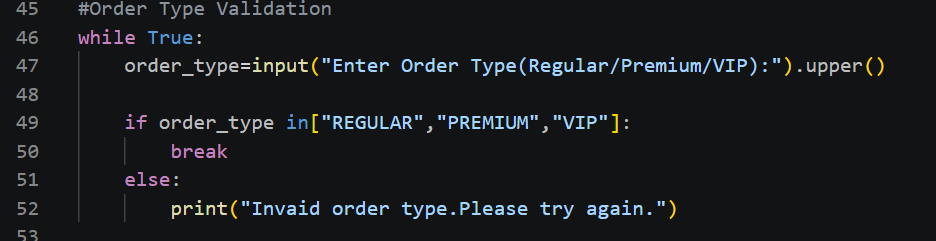 45 #Order Type Validation
46 while True:
47     order_type=input("Enter Order Type(Regular/Premium/VIP):").upper()
48
49     if order_type in["REGULAR","PREMIUM","VIP"]:
50         break
51     else:
52         print("Invaid order type.Please try again.")
53